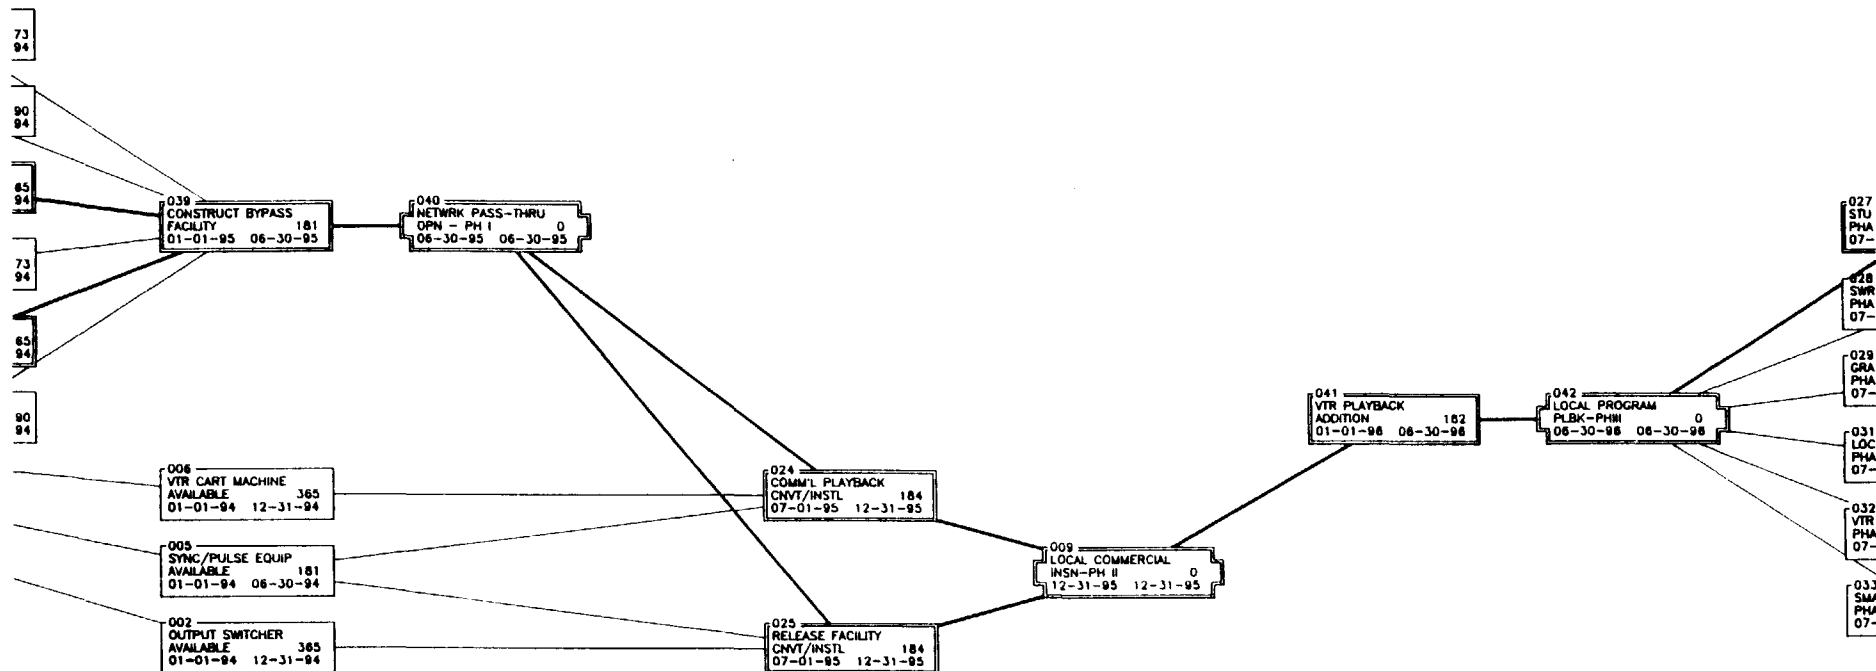 73
94
90
94
65
94
73
94
65
94
90
94
039
CONSTRUCT BYPASS
FACILITY 181
01-01-95 06-30-95
040
NETWRK PASS-THRU
OPN - PH I 0
06-30-95 06-30-95
006
VTR CART MACHINE
AVAILABLE 365
01-01-94 12-31-94
005
SYNC/PULSE EQUIP
AVAILABLE 181
01-01-94 06-30-94
002
OUTPUT SWITCHER
AVAILABLE 365
01-01-94 12-31-94
024
COMM'L PLAYBACK
CNVT/INSTL 184
07-01-95 12-31-95
025
RELEASE FACILITY
CNVT/INSTL 184
07-01-95 12-31-95
009
LOCAL COMMERCIAL
INSN-PH II 0
12-31-95 12-31-95
041
VTR PLAYBACK
ADDITION 182
01-01-96 06-30-96
042
LOCAL PROGRAM
PLBK-PHIII 0
06-30-96 06-30-96
027
STU
PHA
07-
028
SWR
PHA
07-
029
GRA
PHA
07-
031
LOC
PHA
07-
032
VTR
PHA
07-
033
SMA
PHA
07-